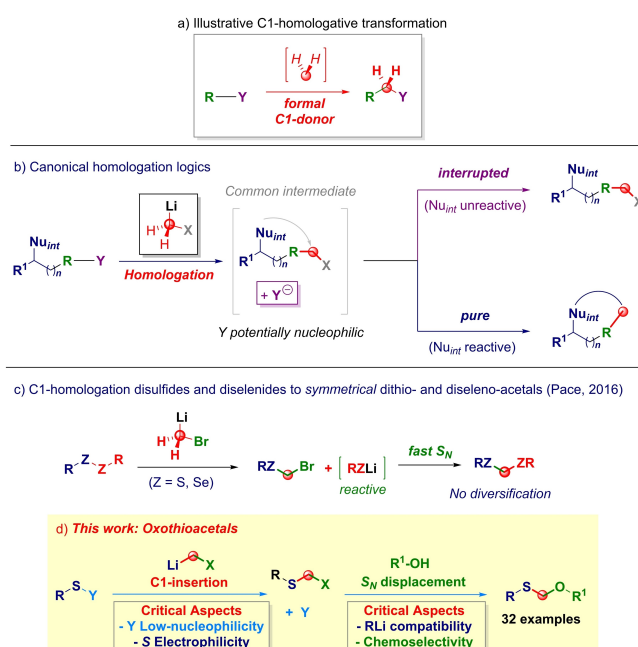 a) Illustrative C1-homologative transformation
H H
H H
R — Y
formal
C1-donor
R Y
b) Canonical homologation logics
Li
H X
H
Common intermediate
interrupted
(Nuint unreactive)
Nuint
R1 ( )n R X
Nuint
R1 ( )n R Y
Homologation
Nuint
R1 ( )n R X
+ Y⊖
Y potentially nucleophilic
pure
(Nuint reactive)
Nuint
R1 ( )n R
c) C1-homologation disulfides and diselenides to symmetrical dithio- and diseleno-acetals (Pace, 2016)
Li
H Br
H
R Z Z R
(Z = S, Se)
RZ Br + [RZLi]
reactive
fast SN
RZ ZR
No diversification
d) This work: Oxothioacetals
Li X
C1-insertion
R S Y
R S X
+ Y
R1-OH
SN displacement
R S O R1
32 examples
Critical Aspects
- Y Low-nucleophilicity
- S Electrophilicity
Critical Aspects
- RLi compatibility
- Chemoselectivity